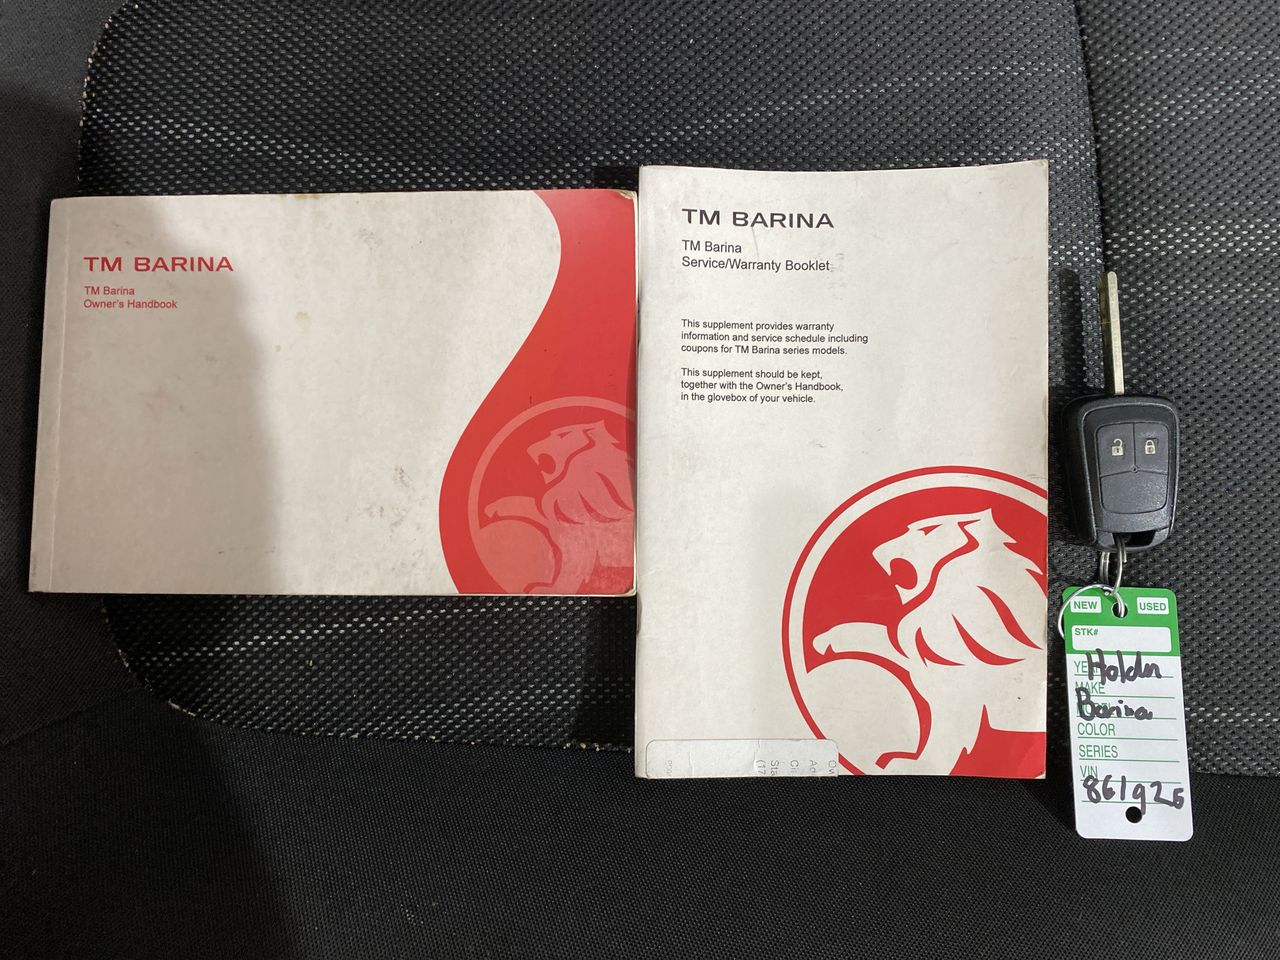 TM BARINA
TM Barina
Owner's Handbook
TM BARINA
TM Barina
Service/Warranty Booklet
This supplement provides warranty
information and service schedule including
coupons for TM Barina series models.
This supplement should be kept,
together with the Owner's Handbook,
in the glovebox of your vehicle.
NEW USED
STK#
YEAR
Holden
MAKE
Barina
COLOR
SERIES
VIN
861926